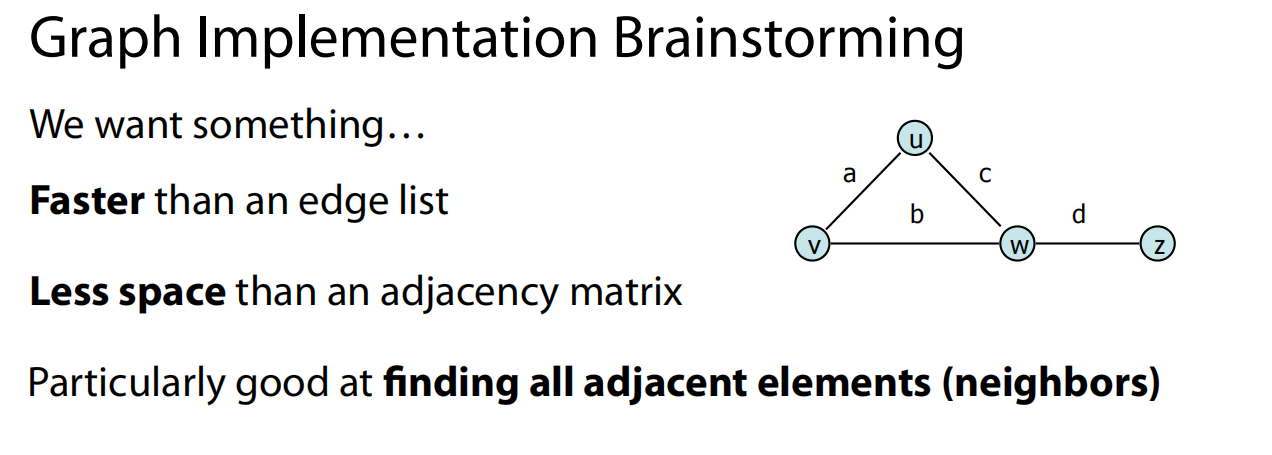 Graph Implementation Brainstorming
We want something…
Faster than an edge list
Less space than an adjacency matrix
Particularly good at finding all adjacent elements (neighbors)
u
a
c
b
d
v
w
z